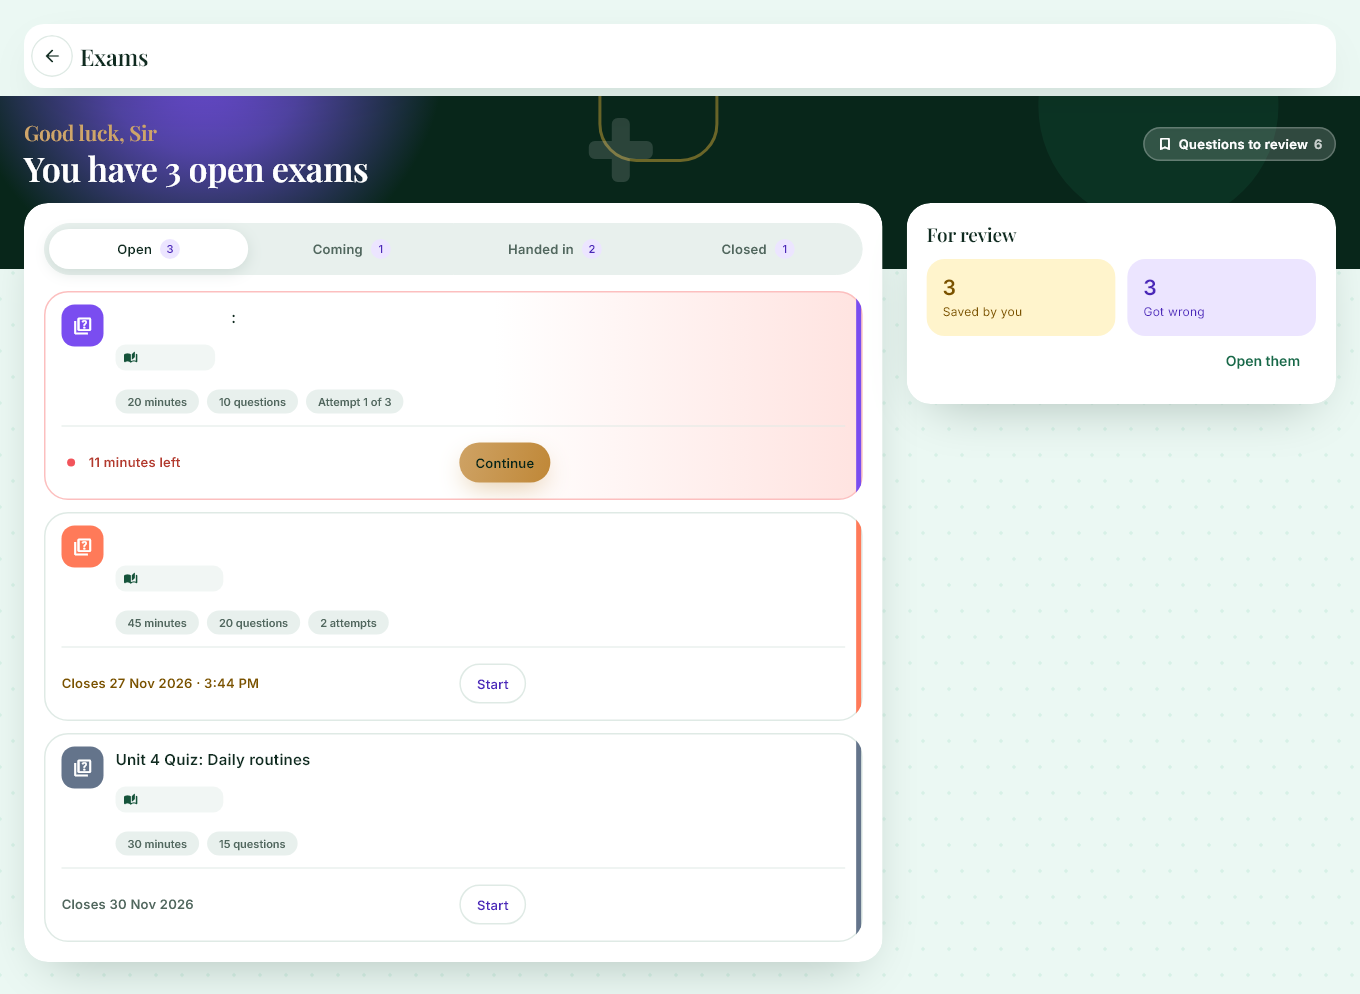 Exams
Good luck, Sir
You have 3 open exams
Questions to review 6
Open 3
Coming 1
Handed in 2
Closed 1
:
20 minutes
10 questions
Attempt 1 of 3
11 minutes left
Continue
45 minutes
20 questions
2 attempts
Closes 27 Nov 2026 · 3:44 PM
Start
Unit 4 Quiz: Daily routines
30 minutes
15 questions
Closes 30 Nov 2026
Start
For review
3
Saved by you
3
Got wrong
Open them